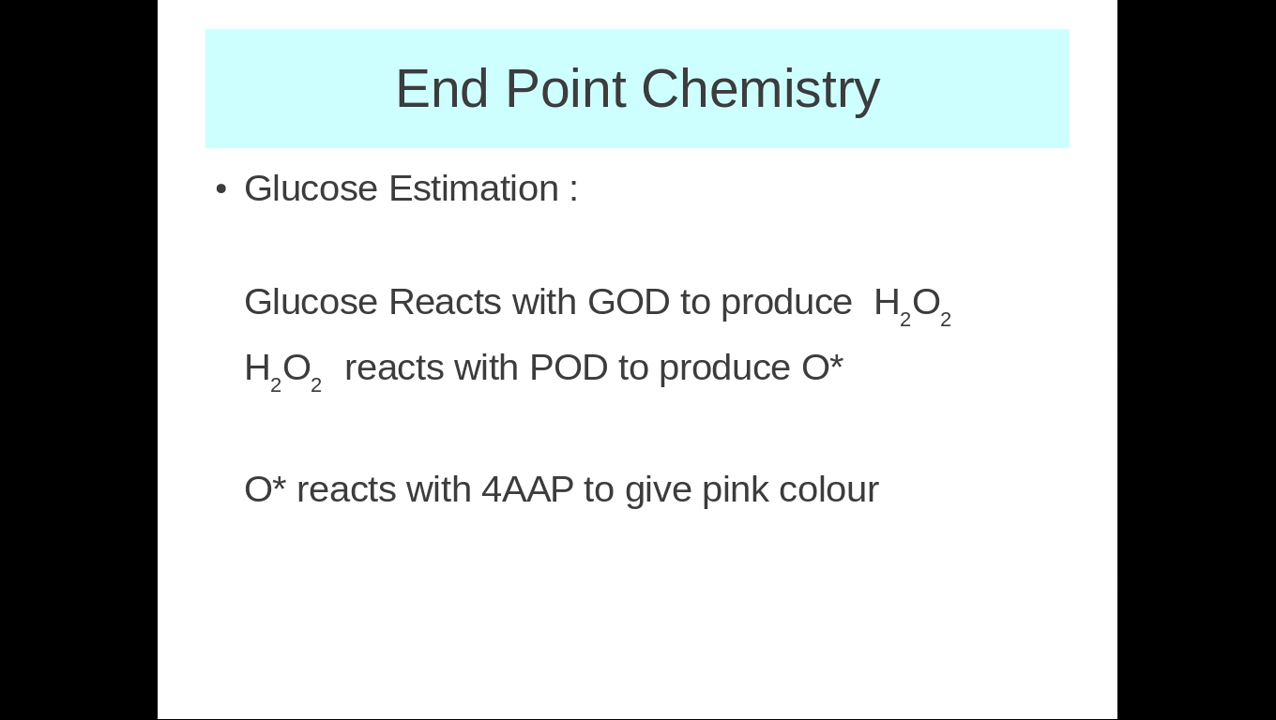 End Point Chemistry
• Glucose Estimation :
Glucose Reacts with GOD to produce H₂O₂
H₂O₂ reacts with POD to produce O*
O* reacts with 4AAP to give pink colour